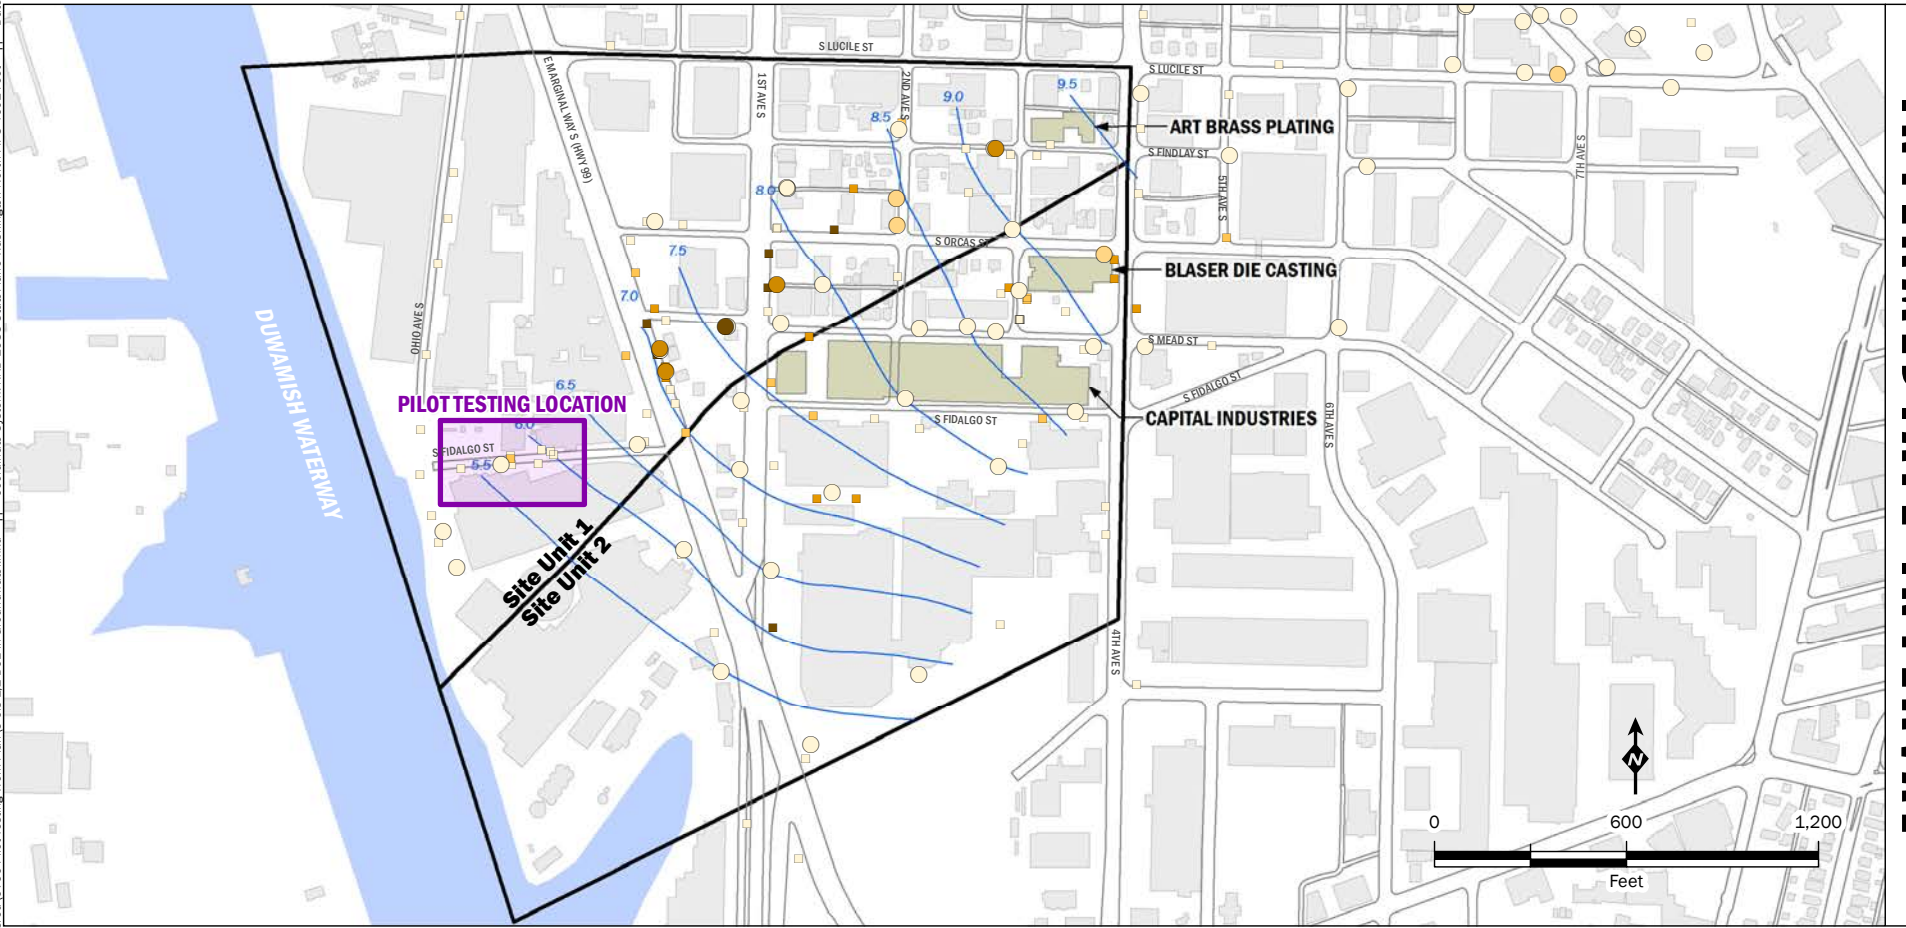 S LUCILE ST
S LUCILE ST
E MARGINAL WAY S (HWY 99)
1ST AVE S
2ND AVE S
9.5
9.0
8.5
ART BRASS PLATING
S FINDLAY ST
7TH AVE S
5TH AVE S
8.0
S ORCAS ST
7.5
BLASER DIE CASTING
7.0
OHIO AVE S
DUWAMISH WATERWAY
S MEAD ST
S FIDALGO ST
6.5
PILOT TESTING LOCATION
6.0
S FIDALGO ST
CAPITAL INDUSTRIES
6TH AVE S
S FIDALGO ST
5.5
Site Unit 1
Site Unit 2
4TH AVE S
N
0 600 1,200
Feet